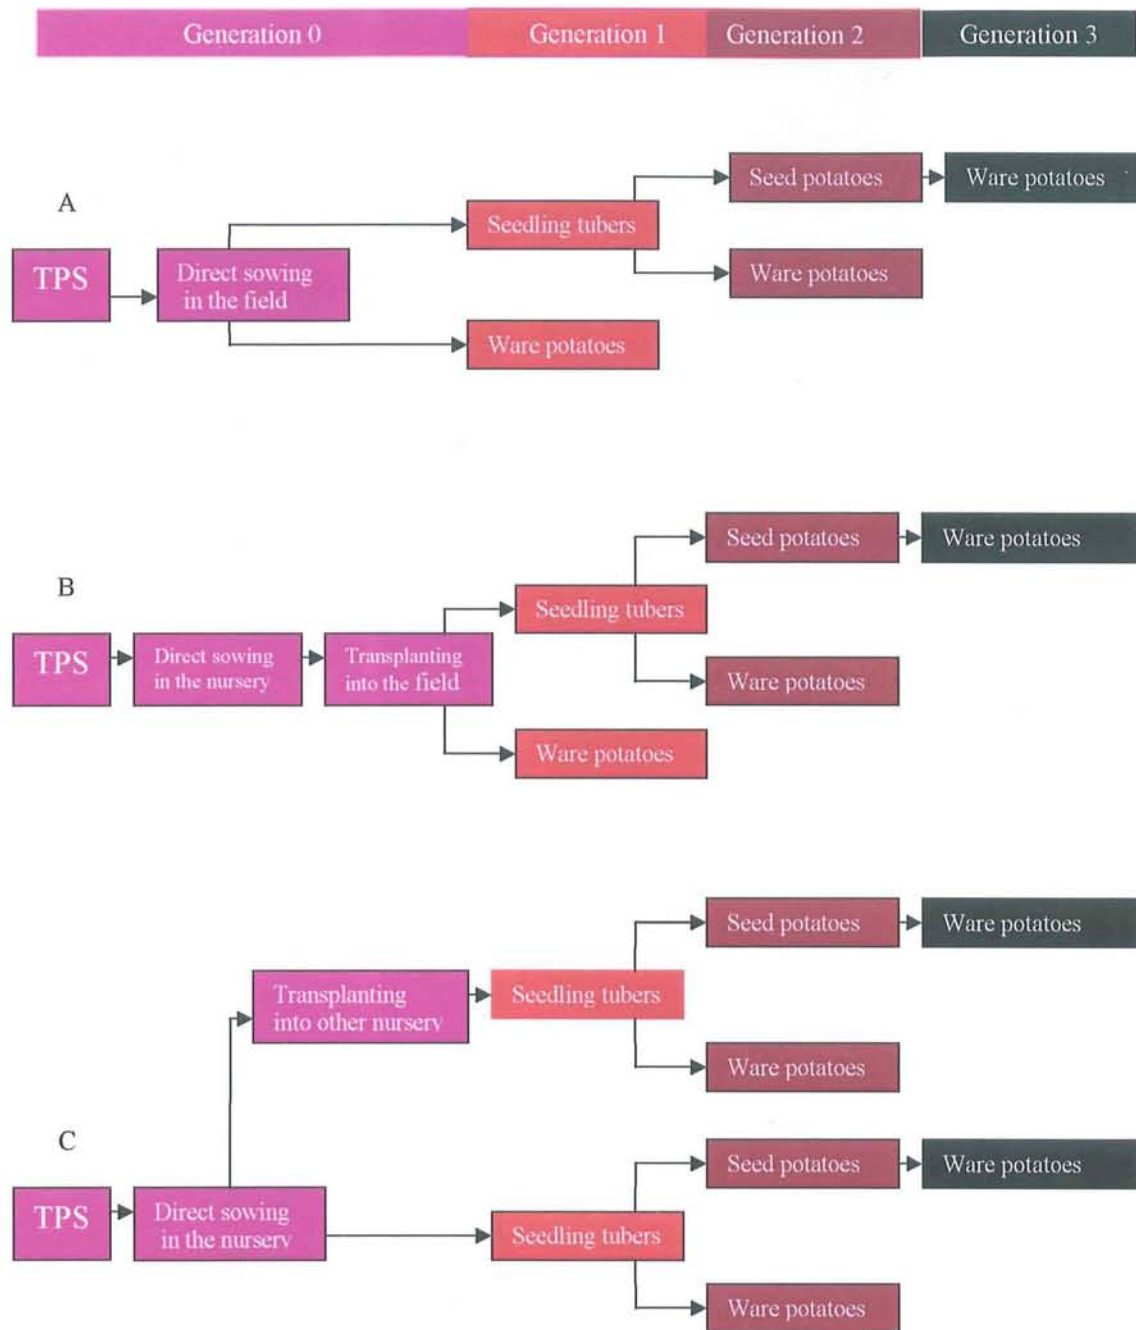 Generation 0 Generation 1 Generation 2 Generation 3
A
Seed potatoes
Ware potatoes
Seedling tubers
TPS
Direct sowing
in the field
Ware potatoes
Ware potatoes
B
Seed potatoes
Ware potatoes
Seedling tubers
TPS
Direct sowing
in the nursery
Transplanting
into the field
Ware potatoes
Ware potatoes
Seed potatoes
Ware potatoes
Transplanting
into other nursery
Seedling tubers
Ware potatoes
C
Seed potatoes
Ware potatoes
TPS
Direct sowing
in the nursery
Seedling tubers
Ware potatoes